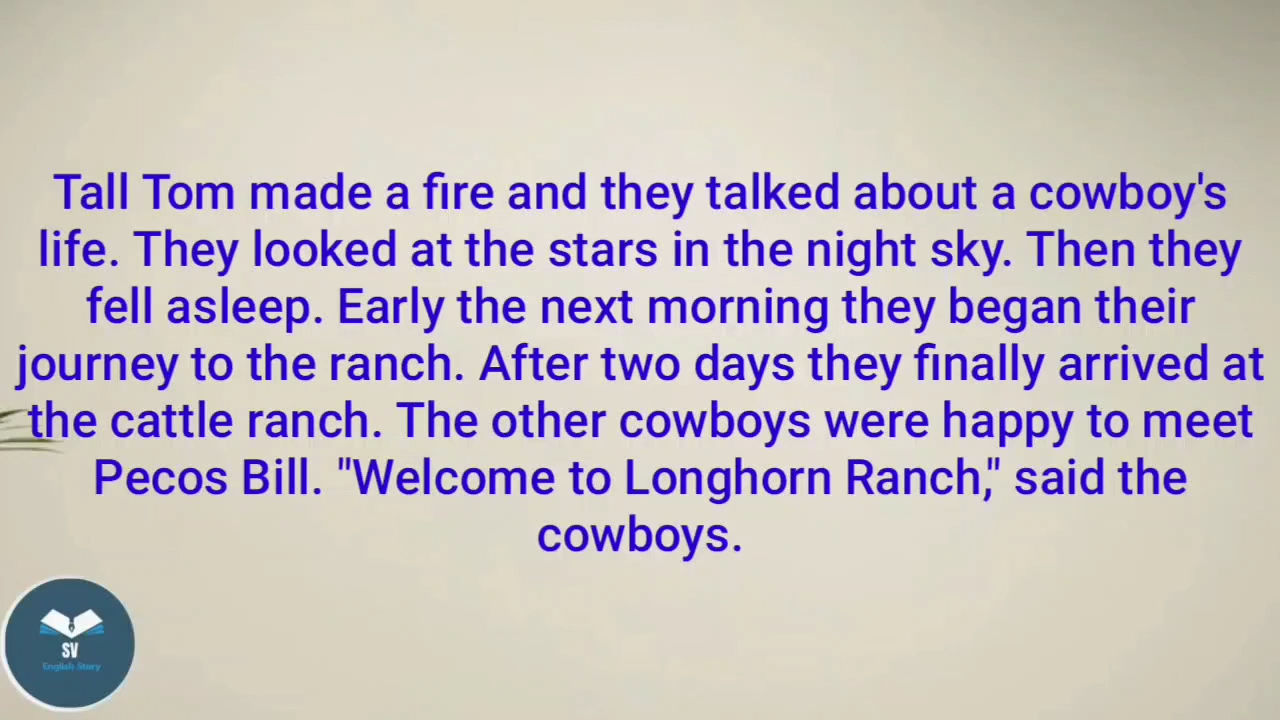 Tall Tom made a fire and they talked about a cowboy's
life. They looked at the stars in the night sky. Then they
fell asleep. Early the next morning they began their
journey to the ranch. After two days they finally arrived at
the cattle ranch. The other cowboys were happy to meet
Pecos Bill. "Welcome to Longhorn Ranch," said the
cowboys.
SV
English Story